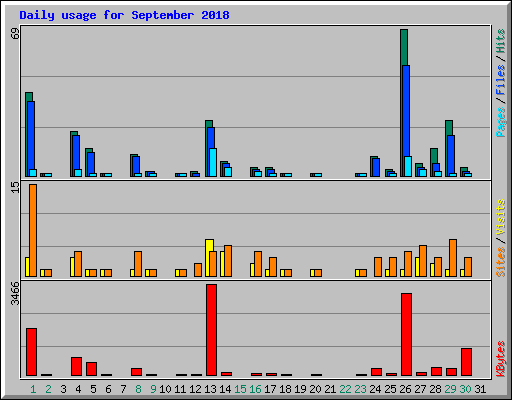 Daily usage for September 2018
69
Pages / Files / Hits
15
Sites / Visits
3466
KBytes
1 2 3 4 5 6 7 8 9 10 11 12 13 14 15 16 17 18 19 20 21 22 23 24 25 26 27 28 29 30 31